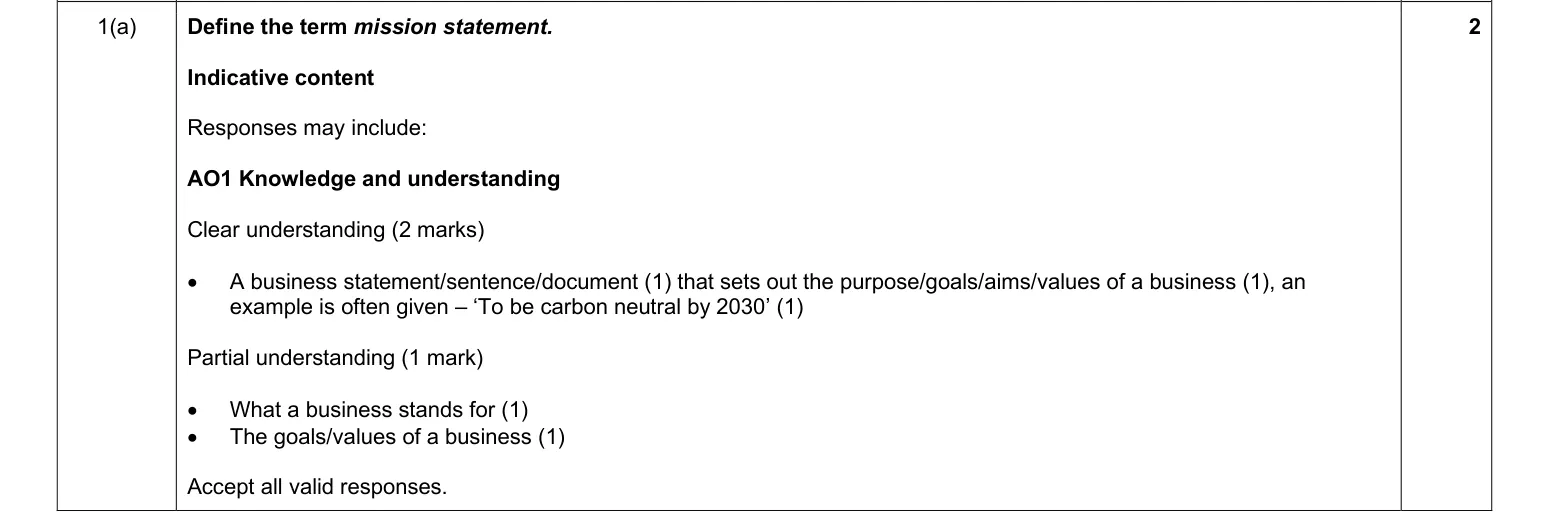 1(a)
Define the term mission statement.
2
Indicative content
Responses may include:
AO1 Knowledge and understanding
Clear understanding (2 marks)
• A business statement/sentence/document (1) that sets out the purpose/goals/aims/values of a business (1), an
example is often given – ‘To be carbon neutral by 2030’ (1)
Partial understanding (1 mark)
• What a business stands for (1)
• The goals/values of a business (1)
Accept all valid responses.